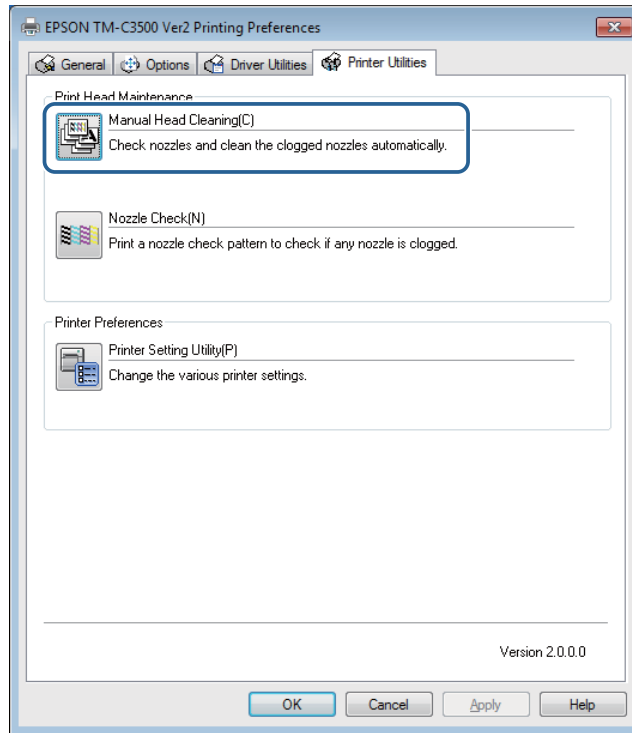 EPSON TM-C3500 Ver2 Printing Preferences
General Options Driver Utilities Printer Utilities
Print Head Maintenance
Manual Head Cleaning(C)
Check nozzles and clean the clogged nozzles automatically.
Nozzle Check(N)
Print a nozzle check pattern to check if any nozzle is clogged.
Printer Preferences
Printer Setting Utility(P)
Change the various printer settings.
Version 2.0.0.0
OK Cancel Apply Help